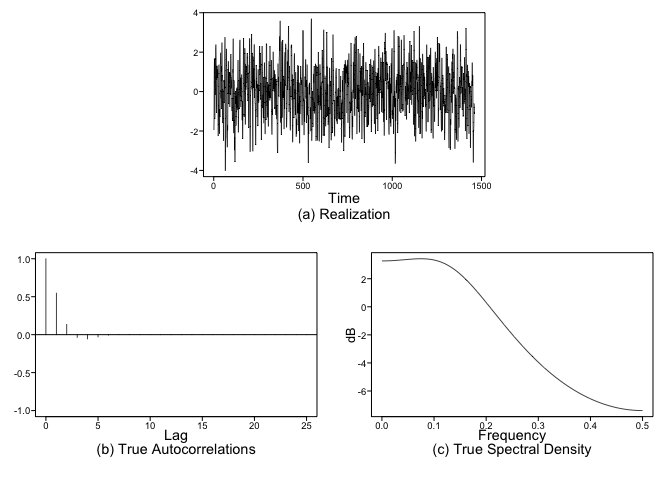 4
2
0
-2
-4
0 500 1000 1500
Time
(a) Realization
1.0
0.5
0.0
-0.5
-1.0
0 5 10 15 20 25
Lag
(b) True Autocorrelations
dB
2
0
-2
-4
-6
0.0 0.1 0.2 0.3 0.4 0.5
Frequency
(c) True Spectral Density